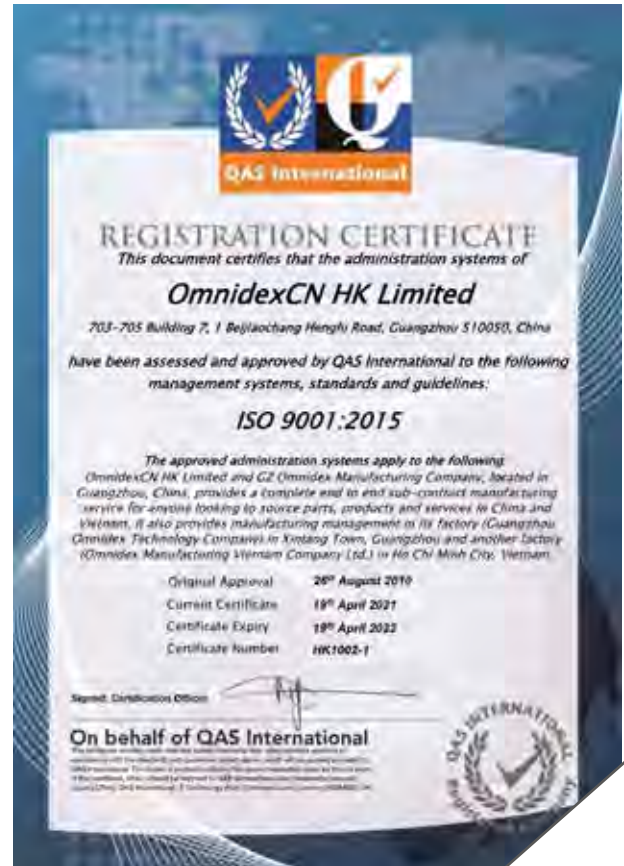 QAS International
REGISTRATION CERTIFICATE
This document certifies that the administration systems of
OmnidexCN HK Limited
703-705 Building 7, 1 Beijiaochang Hengfu Road, Guangzhou 510050, China
have been assessed and approved by QAS International to the following
management systems, standards and guidelines:
ISO 9001:2015
The approved administration systems apply to the following
OmnidexCN HK Limited and GZ Omnidex Manufacturing Company, located in
Guangzhou, China, provides a complete end to end sub-contract manufacturing
service for anyone looking to source parts, products and services in China and
Vietnam. It also provides manufacturing management in its factory (Guangzhou
Omnidex Technology Company) in Xintang Town, Guangzhou and another factory
(Omnidex Manufacturing Vietnam Company Ltd.) in Ho Chi Minh City, Vietnam
Original Approval 26th August 2010
Current Certificate 19th April 2021
Certificate Expiry 19th April 2022
Certificate Number HK1002-1
Signed: Certification Officer
On behalf of QAS International
QAS INTERNATIONAL